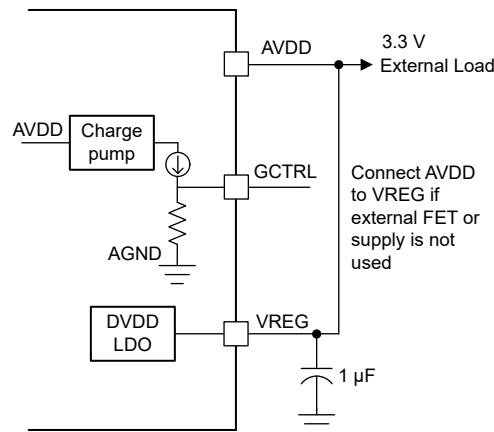 AVDD
3.3 V
External Load
AVDD
Charge
pump
GCTRL
AGND
Connect AVDD
to VREG if
external FET or
supply is not
used
DVDD
LDO
VREG
1 µF